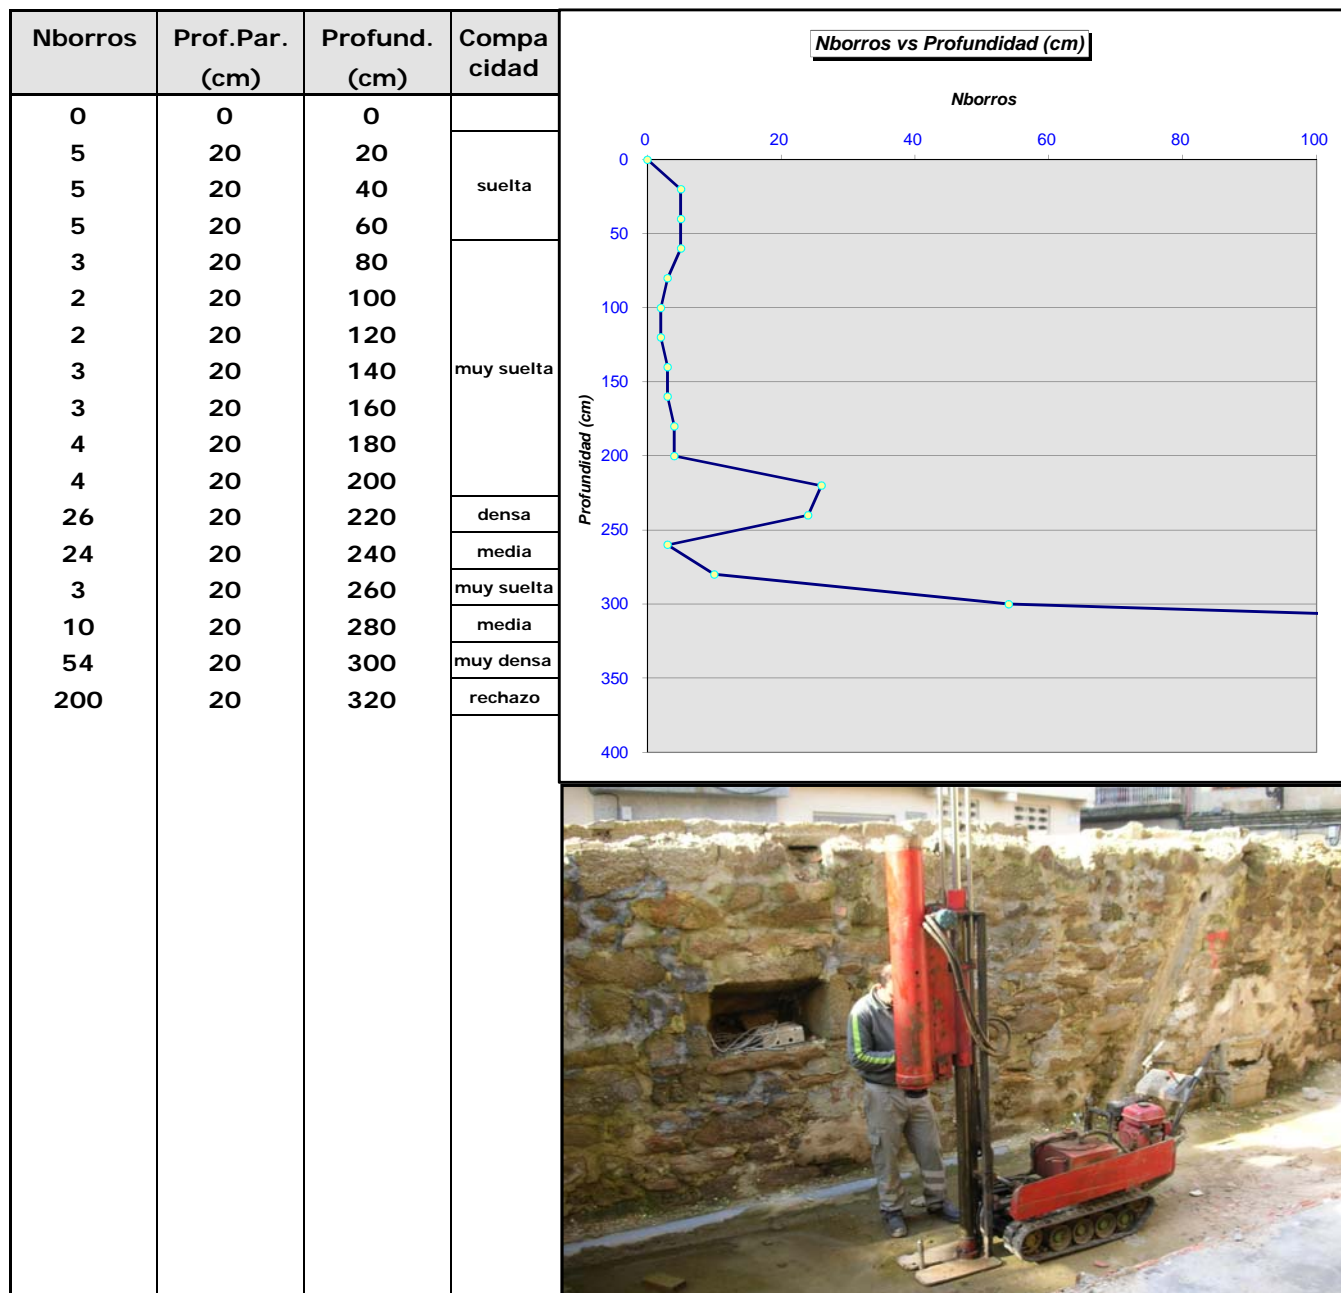 Nborros Prof.Par. Profund. Compa
(cm) (cm) cidad
0 0 0
5 20 20
5 20 40 suelta
5 20 60
3 20 80
2 20 100
2 20 120
3 20 140 muy suelta
3 20 160
4 20 180
4 20 200
26 20 220 densa
24 20 240 media
3 20 260 muy suelta
10 20 280 media
54 20 300 muy densa
200 20 320 rechazo
Nborros vs Profundidad (cm)
Nborros
0 20 40 60 80 100
0
50
100
150
200
250
300
350
400
Profundidad (cm)